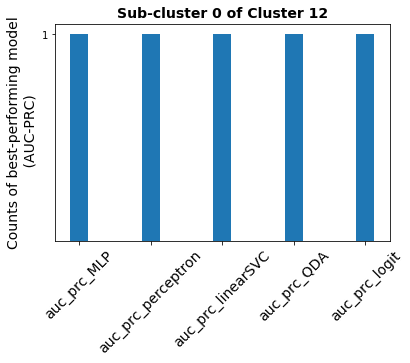 Sub-cluster 0 of Cluster 12
Counts of best-performing model
(AUC-PRC)
1
auc_prc_MLP
auc_prc_perceptron
auc_prc_linearSVC
auc_prc_QDA
auc_prc_logit